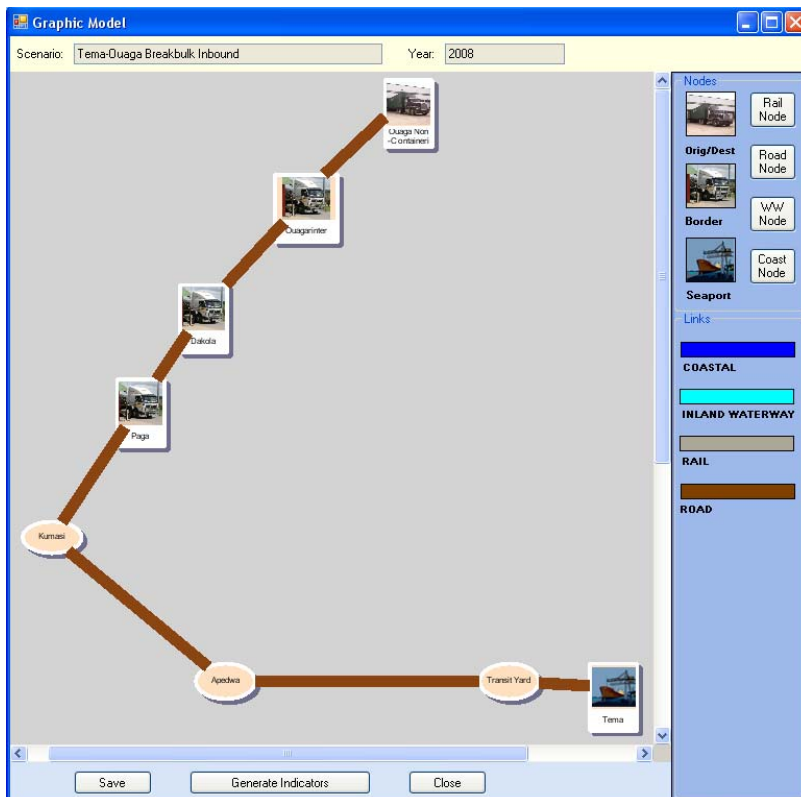 Graphic Model
Scenario: Tema-Ouaga Breakbulk Inbound Year: 2008
Ouaga Non
-Containeri
Ouagarinter
Dakola
Paga
Kumasi
Apedwa
Transit Yard
Tema
Nodes
Rail
Node
Orig/Dest
Road
Node
Border
WW
Node
Coast
Node
Seaport
Links
COASTAL
INLAND WATERWAY
RAIL
ROAD
Save Generate Indicators Close